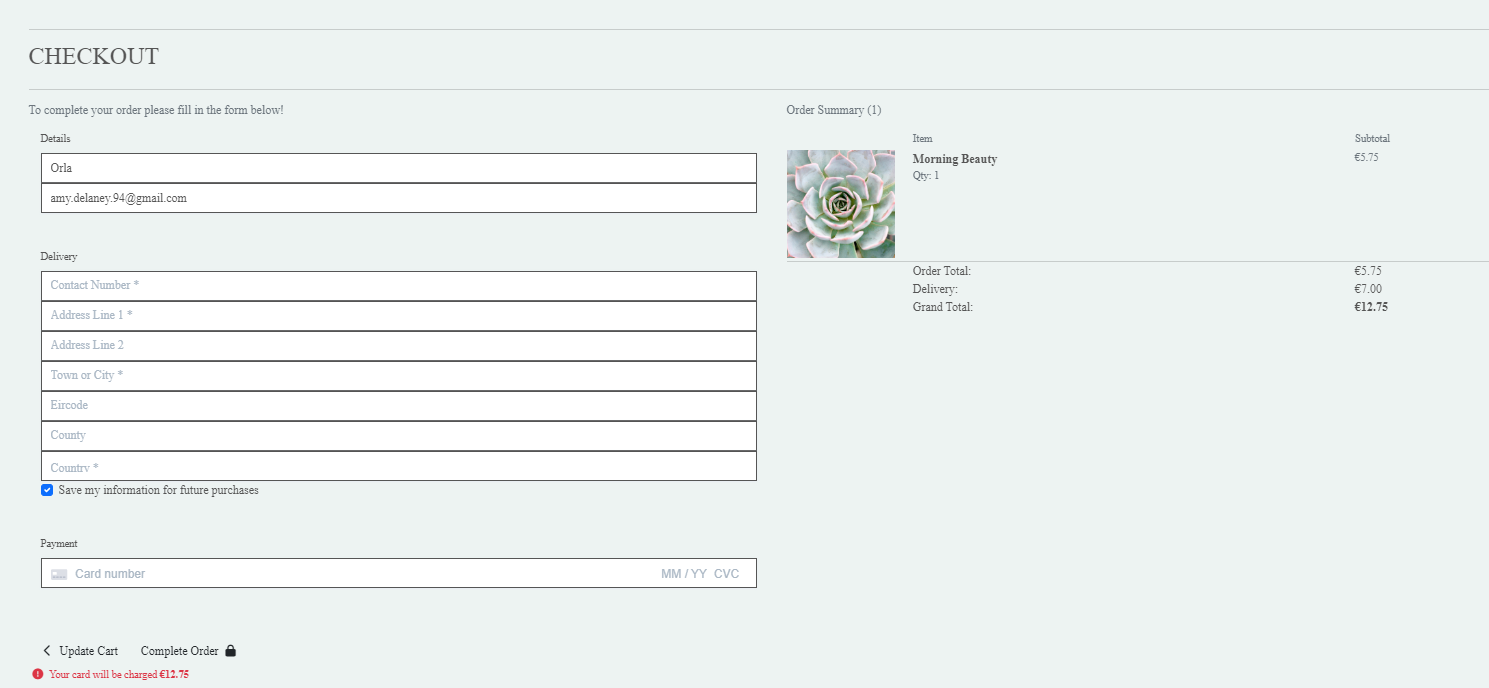 CHECKOUT
To complete your order please fill in the form below!
Details
Orla
amy.delaney.94@gmail.com
Delivery
Contact Number *
Address Line 1 *
Address Line 2
Town or City *
Eircode
County
Country *
Save my information for future purchases
Payment
Card number MM / YY CVC
Update Cart Complete Order
Your card will be charged €12.75
Order Summary (1)
Item Subtotal
Morning Beauty €5.75
Qty: 1
Order Total: €5.75
Delivery: €7.00
Grand Total: €12.75